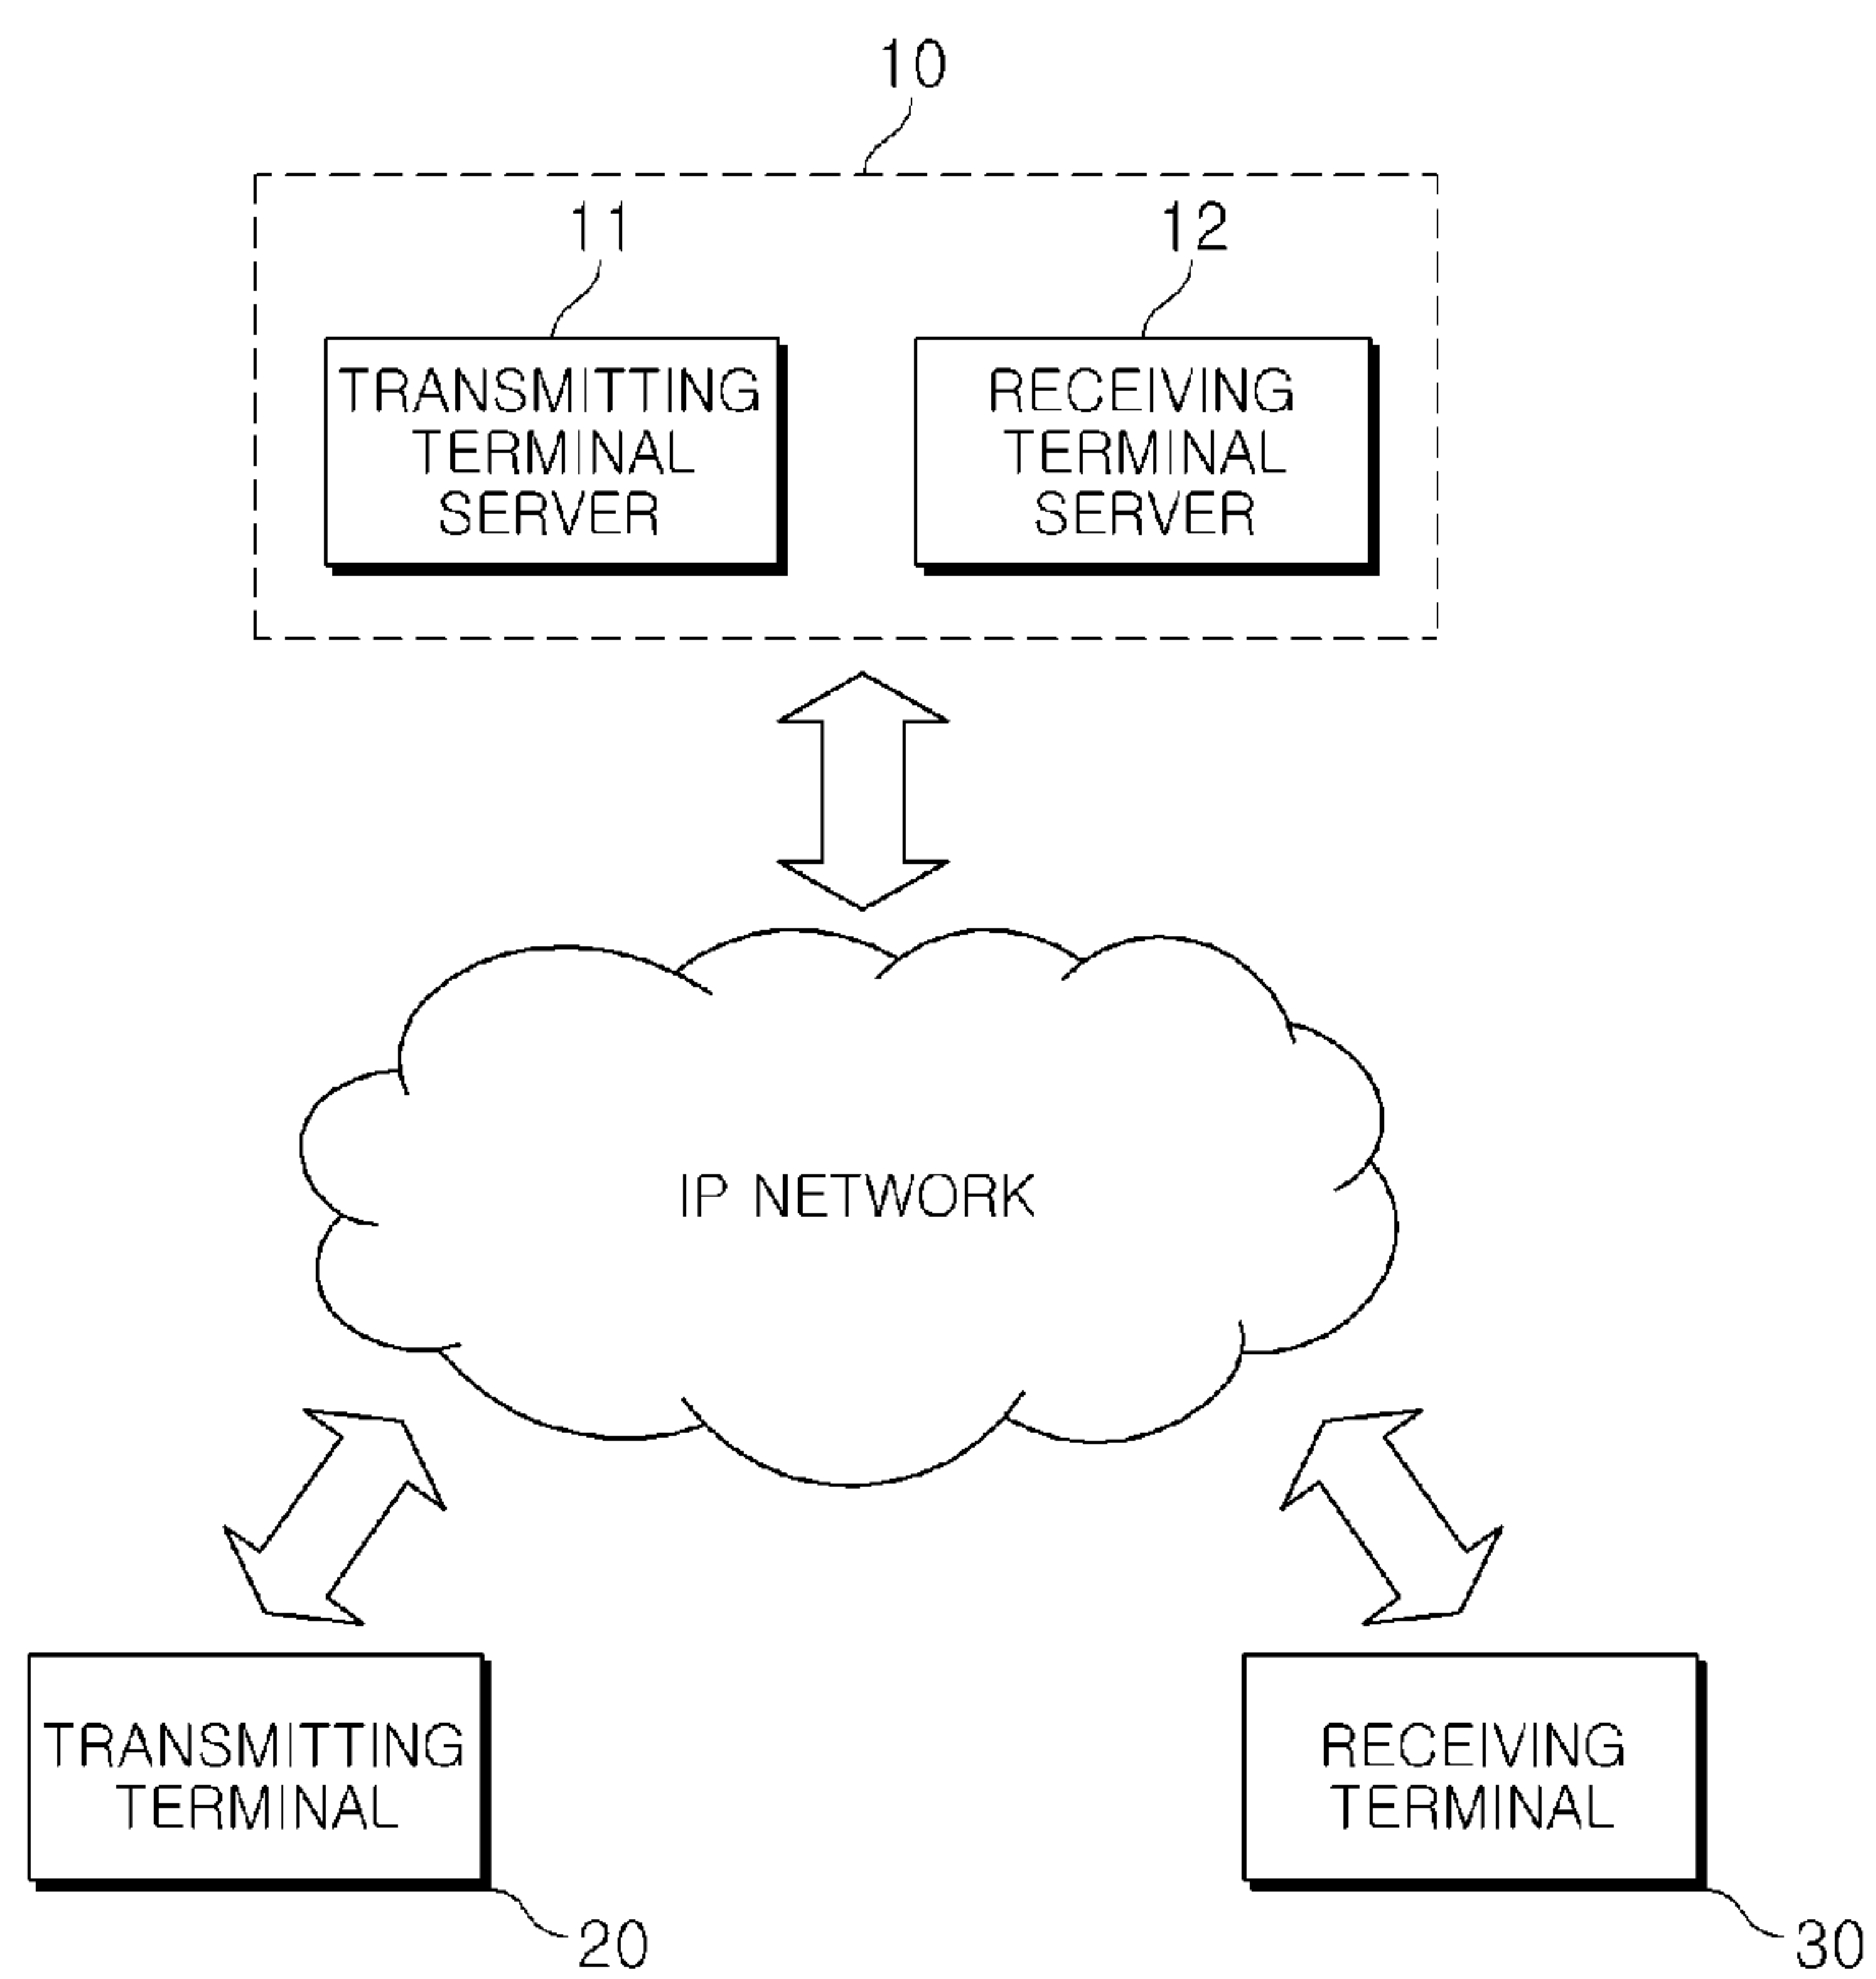 10
11
12
TRANSMITTING
TERMINAL
SERVER
RECEIVING
TERMINAL
SERVER
IP NETWORK
TRANSMITTING
TERMINAL
RECEIVING
TERMINAL
20
30